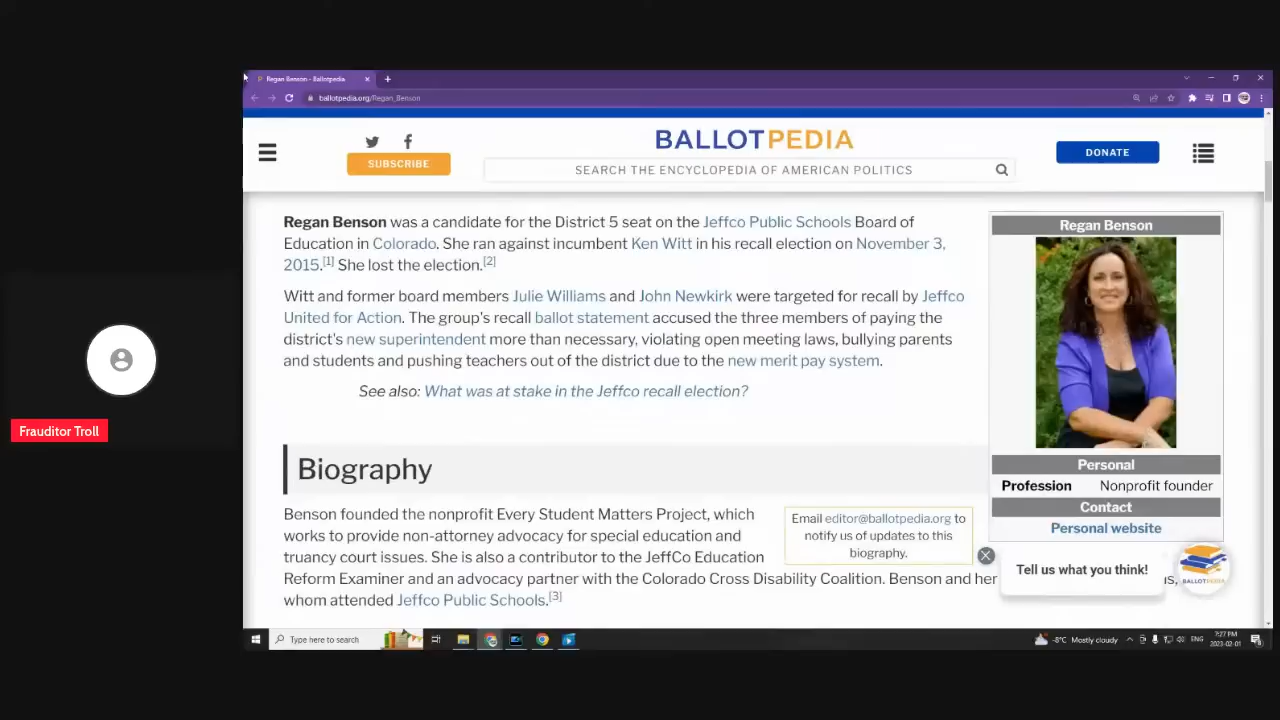 Regan Benson - Ballotpedia
ballotpedia.org/Regan_Benson
SUBSCRIBE
BALLOTPEDIA
SEARCH THE ENCYCLOPEDIA OF AMERICAN POLITICS
DONATE
Regan Benson was a candidate for the District 5 seat on the Jeffco Public Schools Board of
Education in Colorado. She ran against incumbent Ken Witt in his recall election on November 3,
2015.[1] She lost the election.[2]
Witt and former board members Julie Williams and John Newkirk were targeted for recall by Jeffco
United for Action. The group's recall ballot statement accused the three members of paying the
district's new superintendent more than necessary, violating open meeting laws, bullying parents
and students and pushing teachers out of the district due to the new merit pay system.
See also: What was at stake in the Jeffco recall election?
Biography
Benson founded the nonprofit Every Student Matters Project, which
works to provide non-attorney advocacy for special education and
truancy court issues. She is also a contributor to the JeffCo Education
Reform Examiner and an advocacy partner with the Colorado Cross Disability Coalition. Benson and her
whom attended Jeffco Public Schools.[3]
Email editor@ballotpedia.org to
notify us of updates to this
biography.
Regan Benson
Personal
Profession Nonprofit founder
Contact
Personal website
Tell us what you think!
BALLOTPEDIA
Frauditor Troll
Type here to search
-8°C Mostly cloudy
ENG
7:27 PM
2023-02-01